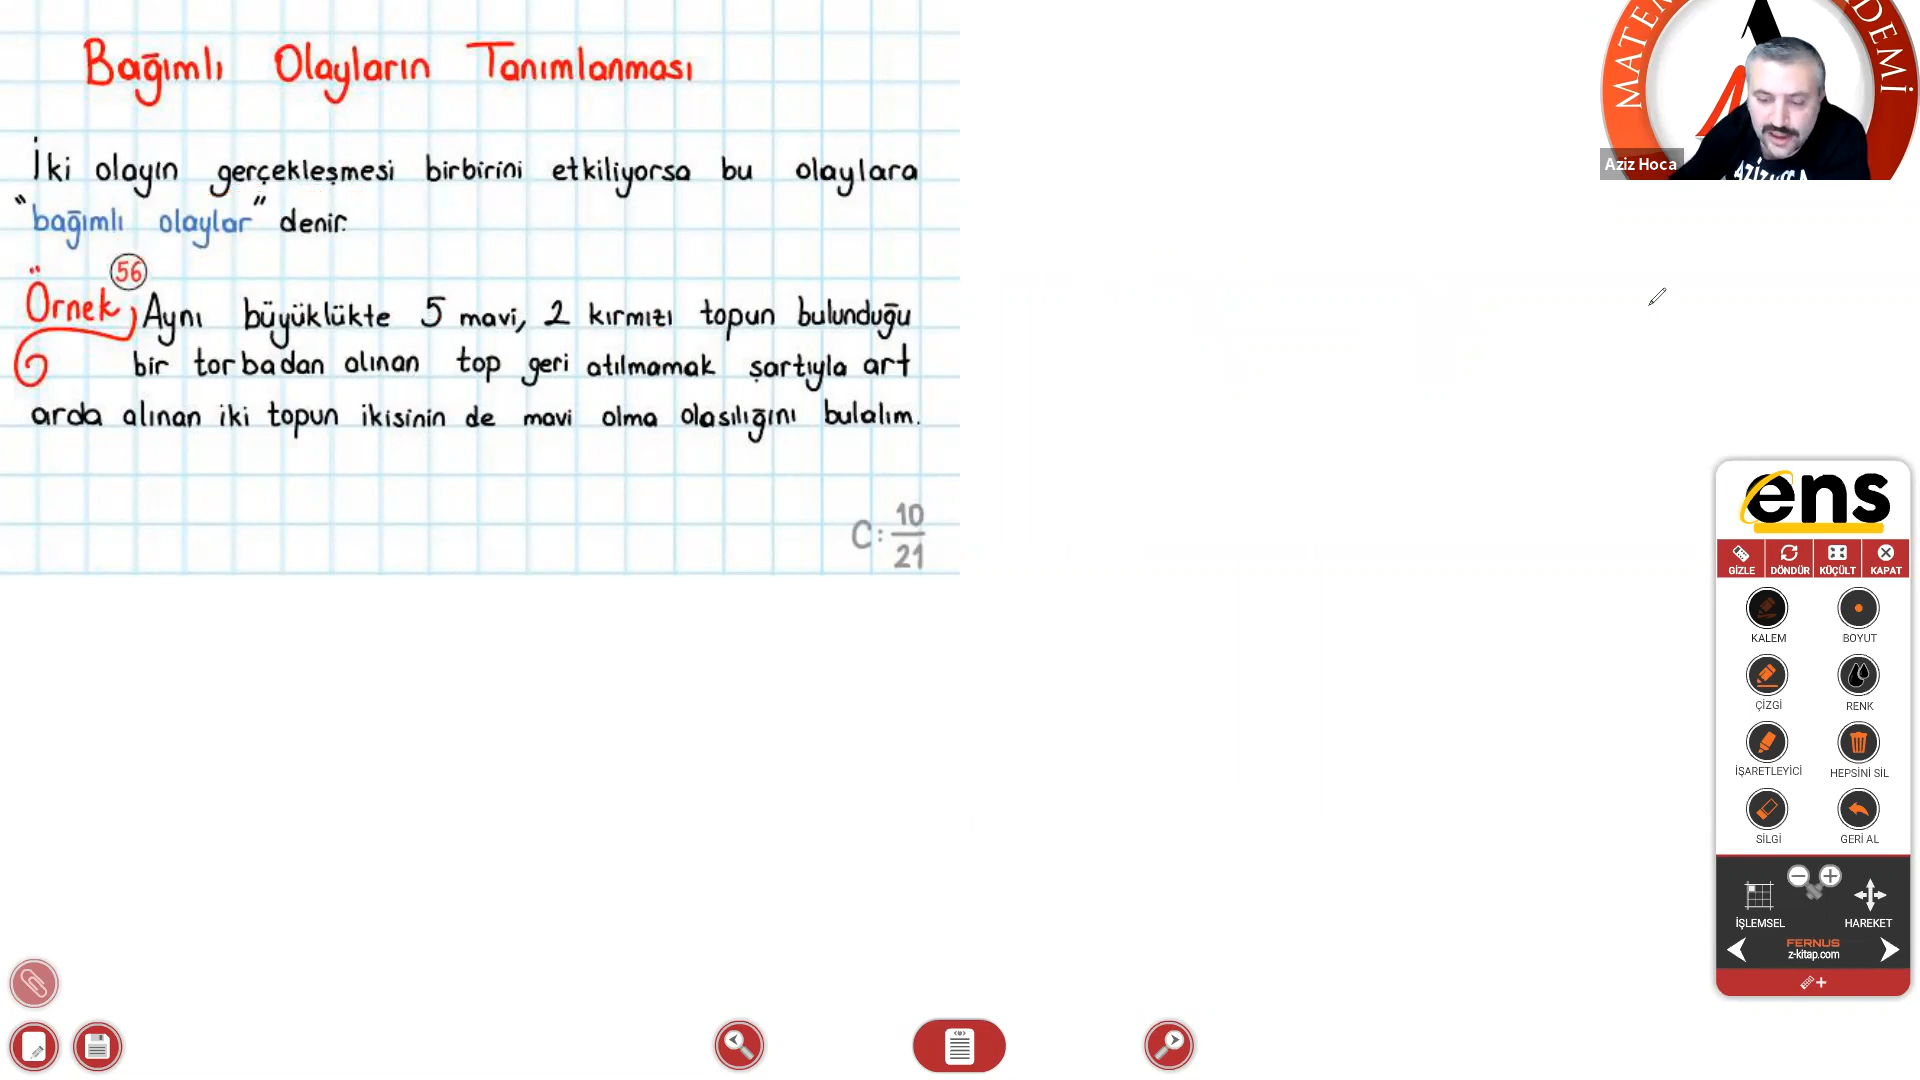 Bağımlı Olayların Tanımlanması
İki olayın gerçekleşmesi birbirini etkiliyorsa bu olaylara
"bağımlı olaylar" denir.
Örnek 56 Aynı büyüklükte 5 mavi, 2 kırmızı topun bulunduğu
bir torbadan alınan top geri atılmamak şartıyla art
arda alınan iki topun ikisinin de mavi olma olasılığını bulalım.
C: 10/21
Aziz Hoca
ens
GİZLE DÖNDÜR KÜÇÜLT KAPAT
KALEM BOYUT
ÇİZGİ RENK
İŞARETLEYİCİ HEPSİNİ SİL
SİLGİ GERİ AL
İŞLEMSEL HAREKET
FERNUS
z-kitap.com